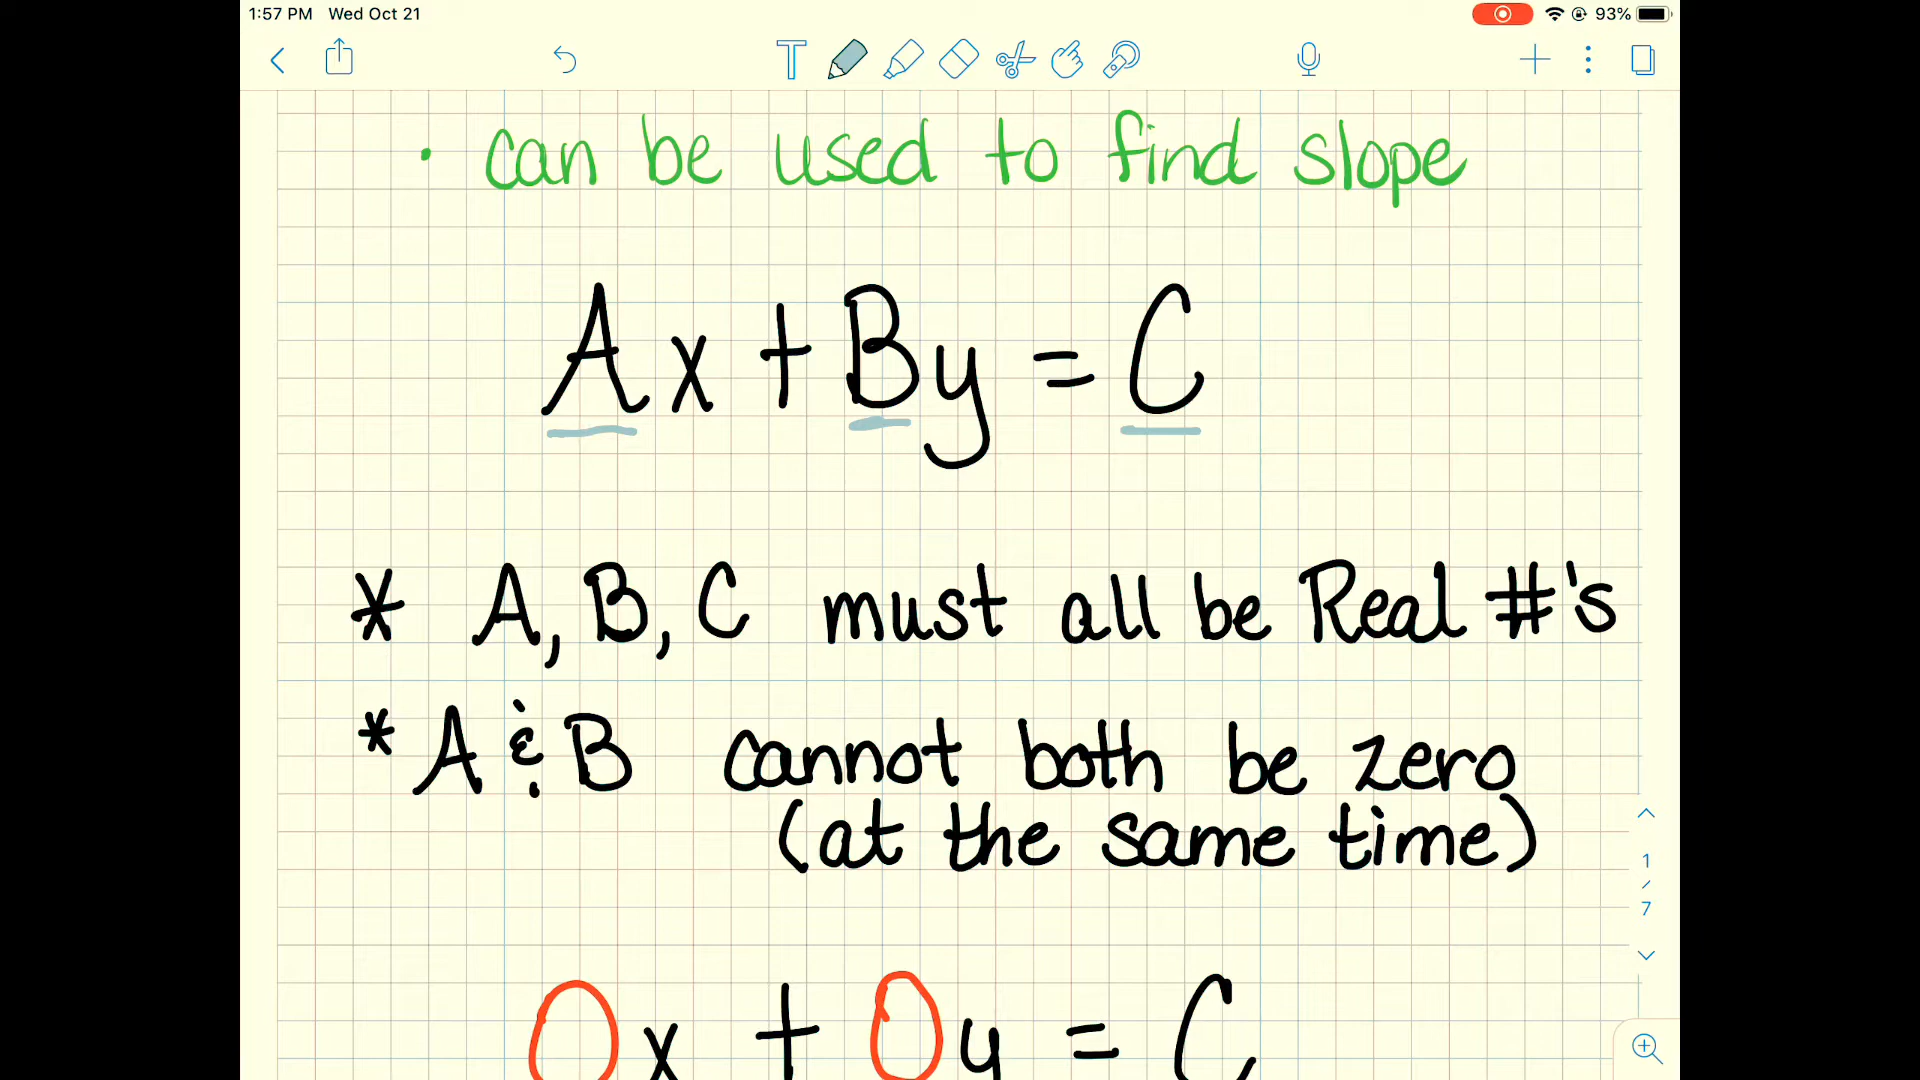 1:57 PM Wed Oct 21 93%
T
• can be used to find slope
Ax + By = C
* A, B, C must all be Real #'s
* A & B cannot both be zero
(at the same time)
1
/
7
0x + 0y = C